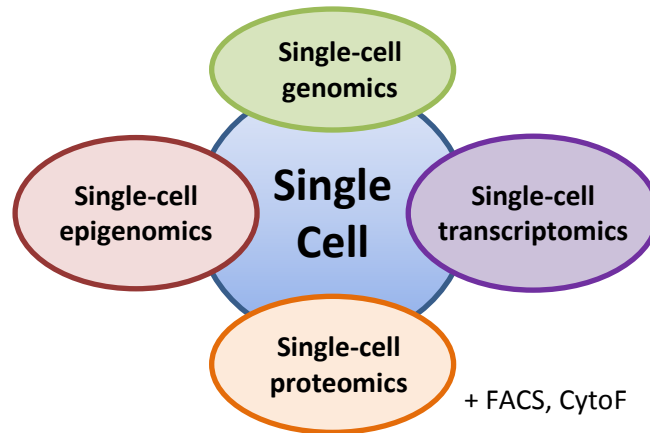 Single-cell
genomics
Single-cell
epigenomics
Single
Cell
Single-cell
transcriptomics
Single-cell
proteomics
+ FACS, CytoF